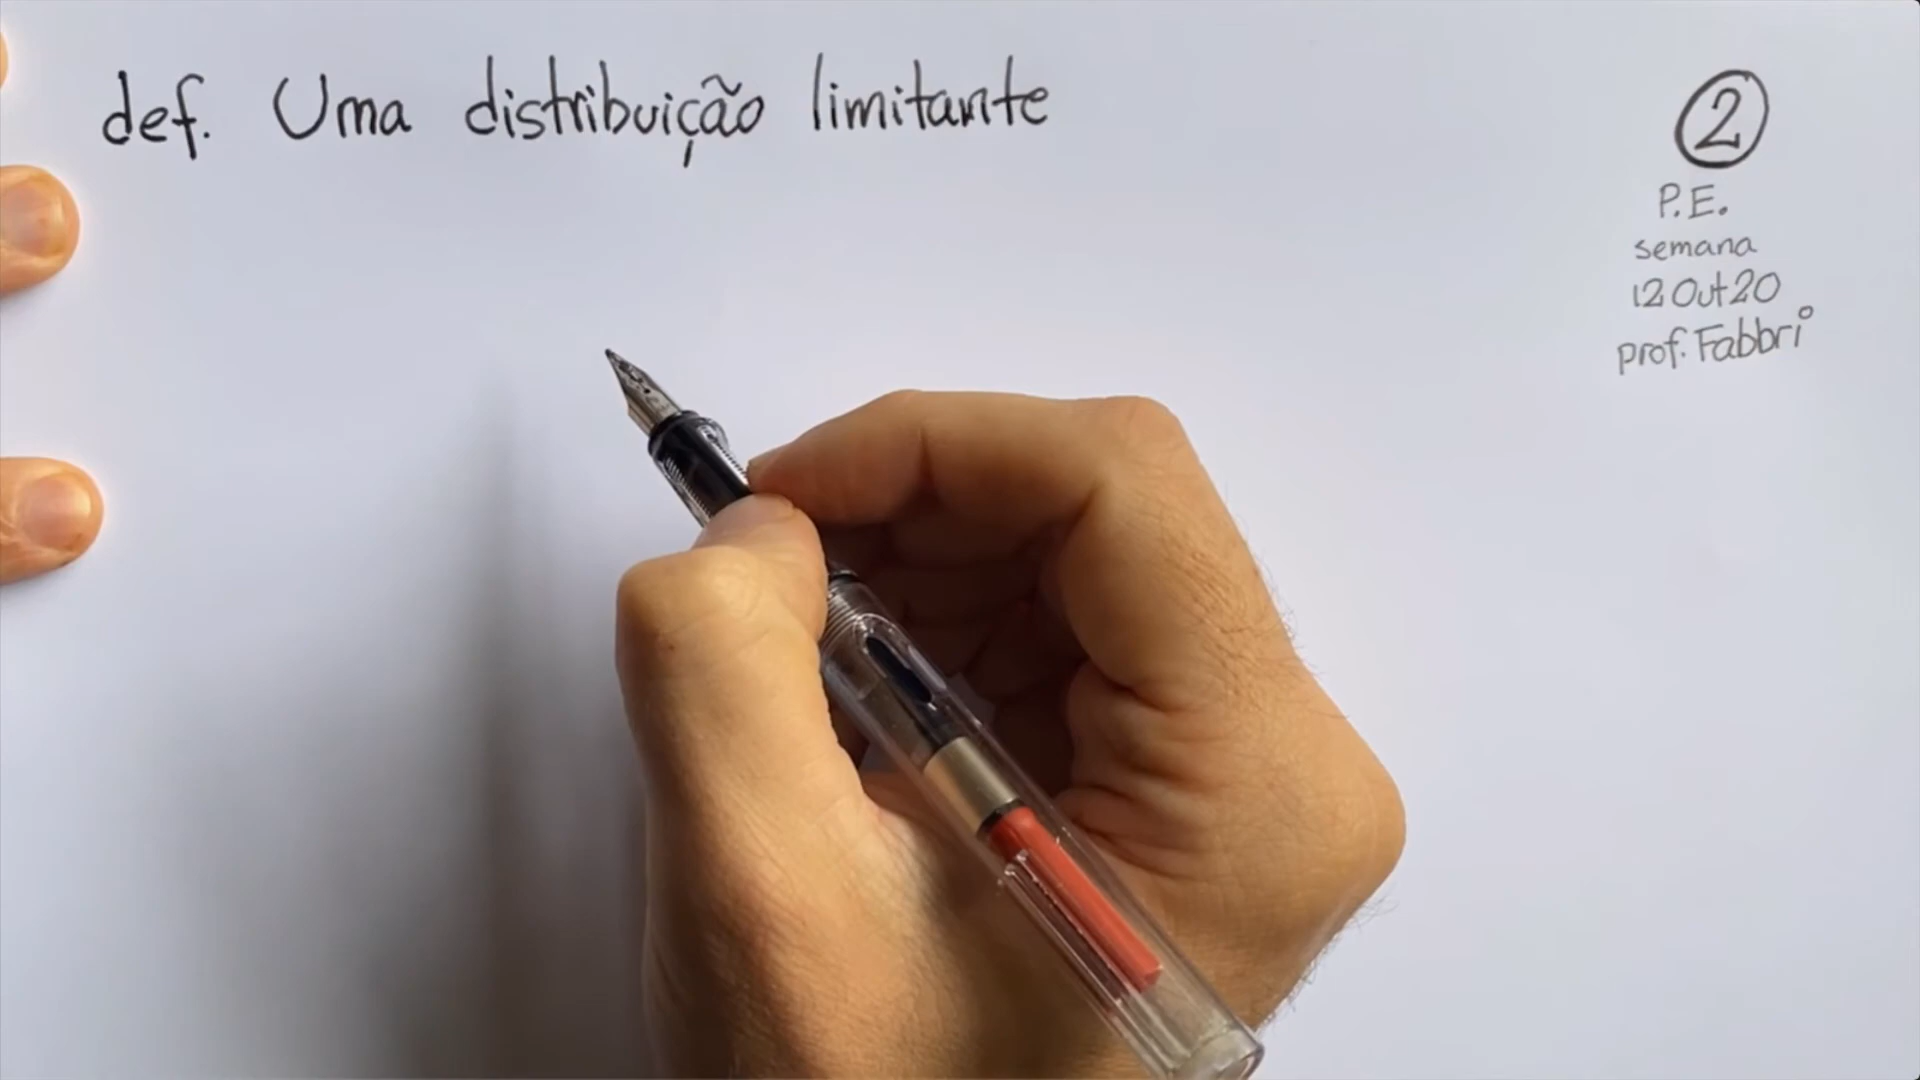 def. Uma distribuição limitante
2
P.E.
semana
12 Out 20
prof. Fabbri